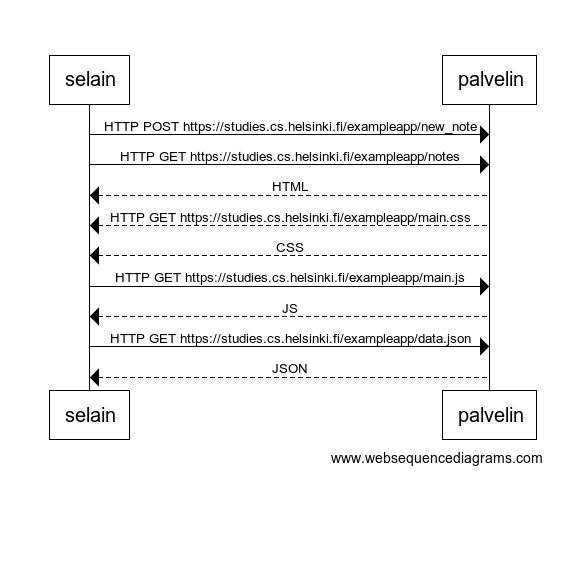 selain palvelin
HTTP POST https://studies.cs.helsinki.fi/exampleapp/new_note
HTTP GET https://studies.cs.helsinki.fi/exampleapp/notes
HTML
HTTP GET https://studies.cs.helsinki.fi/exampleapp/main.css
CSS
HTTP GET https://studies.cs.helsinki.fi/exampleapp/main.js
JS
HTTP GET https://studies.cs.helsinki.fi/exampleapp/data.json
JSON
selain palvelin
www.websequencediagrams.com